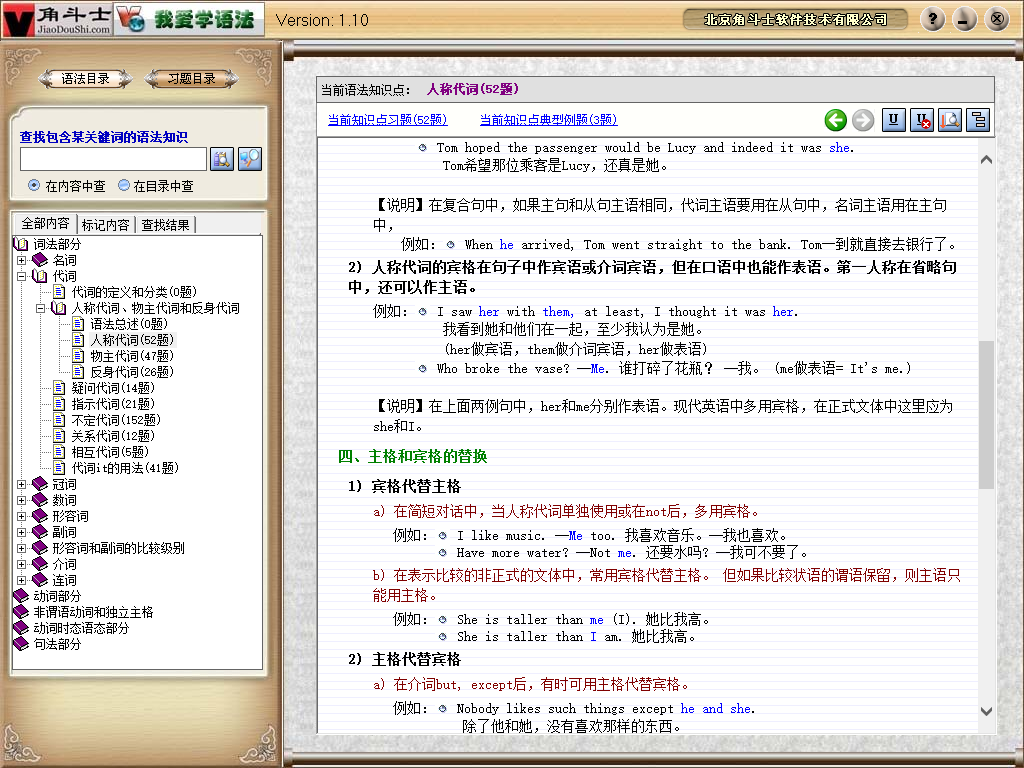 角斗士
JiaoDouShi.com
我爱学语法
Version: 1.10
北京角斗士软件技术有限公司
语法目录
习题目录
查找包含某关键词的语法知识
在内容中查
在目录中查
全部内容
标记内容
查找结果
词法部分
名词
代词
代词的定义和分类(0题)
人称代词、物主代词和反身代词
语法总述(0题)
人称代词(52题)
物主代词(47题)
反身代词(26题)
疑问代词(14题)
指示代词(21题)
不定代词(152题)
关系代词(12题)
相互代词(5题)
代词it的用法(41题)
冠词
数词
形容词
副词
形容词和副词的比较级别
介词
连词
动词部分
非谓语动词和独立主格
动词时态语态部分
句法部分
当前语法知识点： 人称代词(52题)
当前知识点习题(52题) 当前知识点典型例题(3题)
Tom hoped the passenger would be Lucy and indeed it was she.
Tom希望那位乘客是Lucy，还真是她。
【说明】在复合句中，如果主句和从句主语相同，代词主语要用在从句中，名词主语用在主句
中，
例如： When he arrived, Tom went straight to the bank. Tom一到就直接去银行了。
2) 人称代词的宾格在句子中作宾语或介词宾语，但在口语中也能作表语。第一人称在省略句
中，还可以作主语。
例如： I saw her with them, at least, I thought it was her.
我看到她和他们在一起，至少我认为是她。
(her做宾语，them做介词宾语，her做表语)
Who broke the vase? —Me. 谁打碎了花瓶？ —我。 (me做表语= It's me.)
【说明】在上面两例句中，her和me分别作表语。现代英语中多用宾格，在正式文体中这里应为
she和I。
四、主格和宾格的替换
1) 宾格代替主格
a) 在简短对话中，当人称代词单独使用或在not后，多用宾格。
例如： I like music. —Me too. 我喜欢音乐。—我也喜欢。
Have more water? —Not me. 还要水吗？—我可不要了。
b) 在表示比较的非正式的文体中，常用宾格代替主格。 但如果比较状语的谓语保留，则主语只
能用主格。
例如： She is taller than me (I). 她比我高。
She is taller than I am. 她比我高。
2) 主格代替宾格
a) 在介词but, except后，有时可用主格代替宾格。
例如： Nobody likes such things except he and she.
除了他和她，没有喜欢那样的东西。